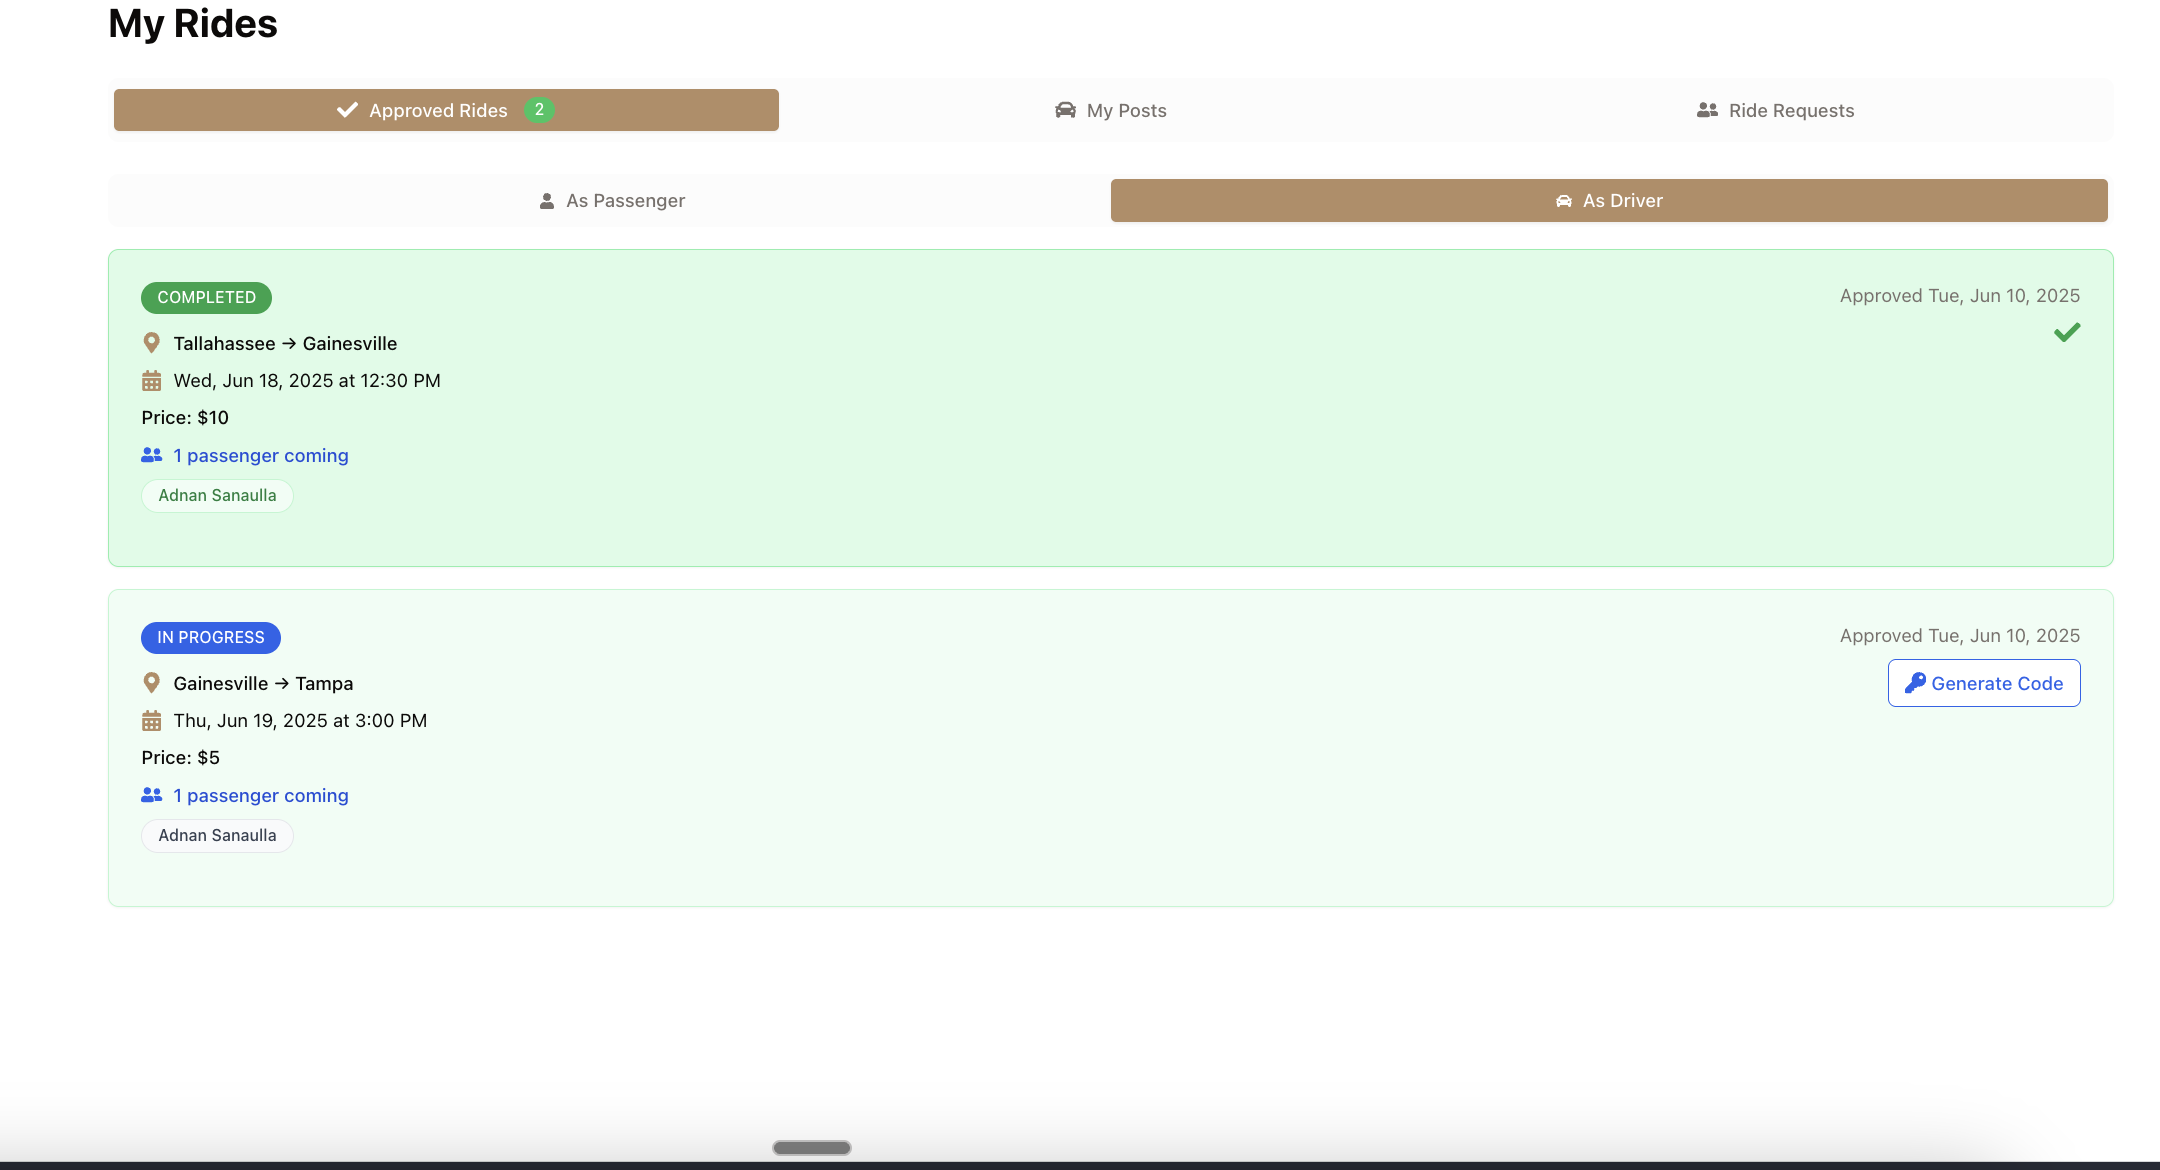 My Rides
Approved Rides 2
My Posts
Ride Requests
As Passenger
As Driver
COMPLETED
Approved Tue, Jun 10, 2025
Tallahassee → Gainesville
Wed, Jun 18, 2025 at 12:30 PM
Price: $10
1 passenger coming
Adnan Sanaulla
IN PROGRESS
Approved Tue, Jun 10, 2025
Generate Code
Gainesville → Tampa
Thu, Jun 19, 2025 at 3:00 PM
Price: $5
1 passenger coming
Adnan Sanaulla